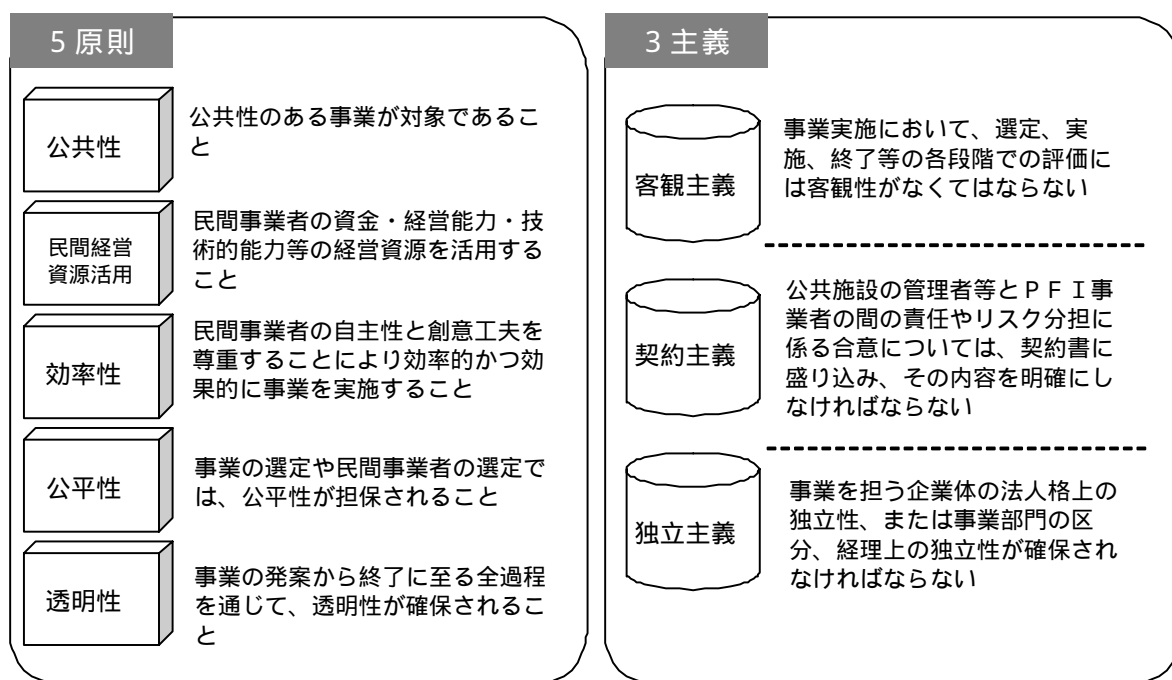 5原則
公共性
公共性のある事業が対象であるこ
と
民間経営
資源活用
民間事業者の資金・経営能力・技
術的能力等の経営資源を活用する
こと
効率性
民間事業者の自主性と創意工夫を
尊重することにより効率的かつ効
果的に事業を実施すること
公平性
事業の選定や民間事業者の選定で
は、公平性が担保されること
透明性
事業の発案から終了に至る全過程
を通じて、透明性が確保されるこ
と
3主義
客観主義
事業実施において、選定、実
施、終了等の各段階での評価に
は客観性がなくてはならない
契約主義
公共施設の管理者等とＰＦＩ事
業者の間の責任やリスク分担に
係る合意については、契約書に
盛り込み、その内容を明確にし
なければならない
独立主義
事業を担う企業体の法人格上の
独立性、または事業部門の区
分、経理上の独立性が確保され
なければならない